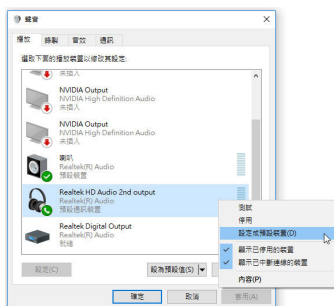 聲音
播放 錄製 音效 通訊
選取下面的播放裝置以修改其設定:
未插入
NVIDIA Output
NVIDIA High Definition Audio
未插入
NVIDIA Output
NVIDIA High Definition Audio
未插入
喇叭
Realtek(R) Audio
預設裝置
Realtek HD Audio 2nd output
Realtek(R) Audio
預設通訊裝置
Realtek Digital Output
Realtek(R) Audio
就緒
測試
停用
設定成預設裝置(D)
顯示已停用的裝置
顯示已中斷連線的裝置
內容(P)
設定(C) 設為預設值(S)
確定 取消 套用(A)